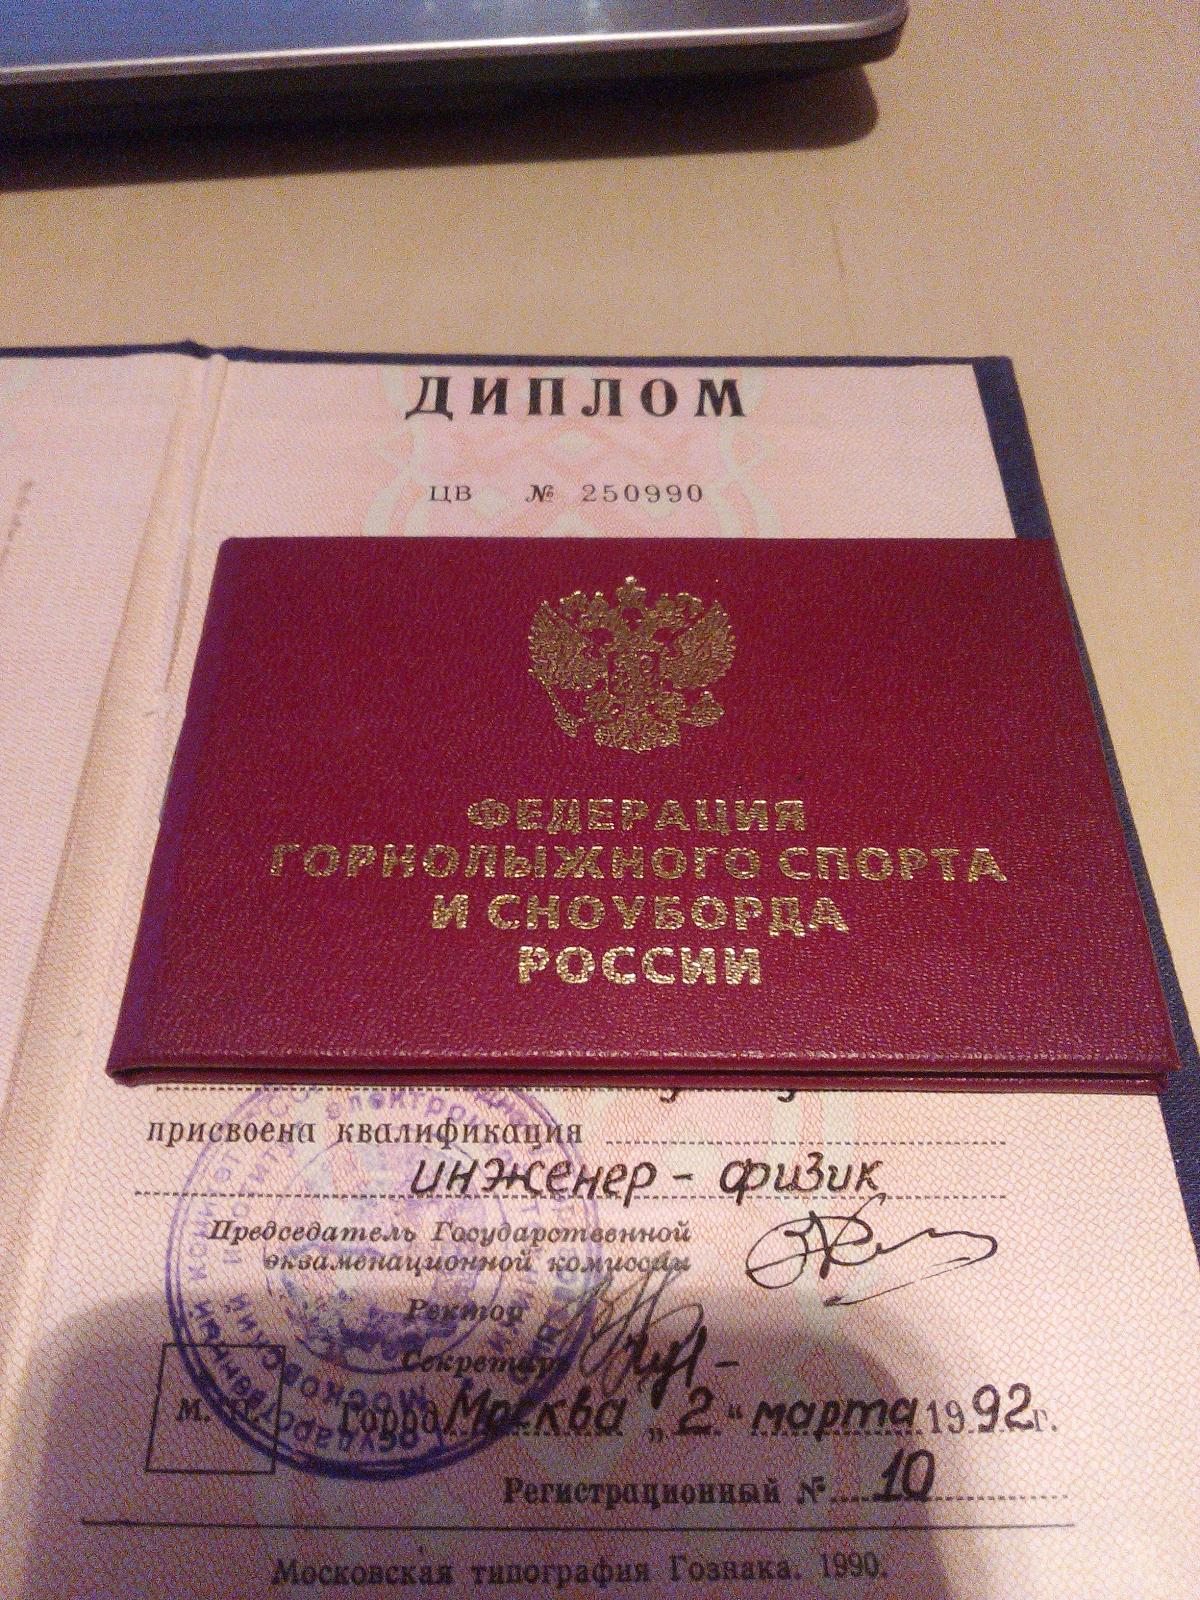 ДИПЛОМ
ЦВ № 250990
ФЕДЕРАЦИЯ
ГОРНОЛЫЖНОГО СПОРТА
И СНОУБОРДА
РОССИИ
присвоена квалификация
инженер - физик
Председатель Государственной
экзаменационной комиссии
Ректор
Секретарь
М.
Город Москва „ 2 “ марта 1992 г.
Регистрационный № 10
Московская типография Гознака. 1990.